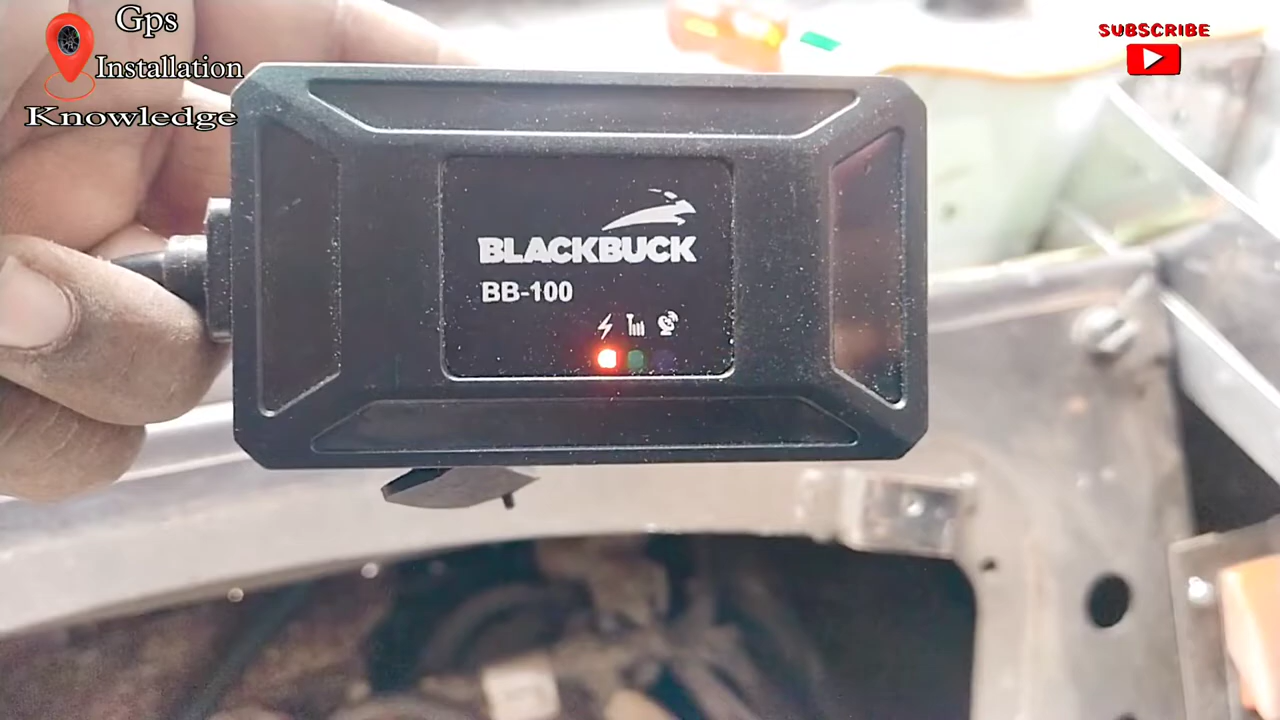 Gps
Installation
Knowledge
SUBSCRIBE
BLACKBUCK
BB-100